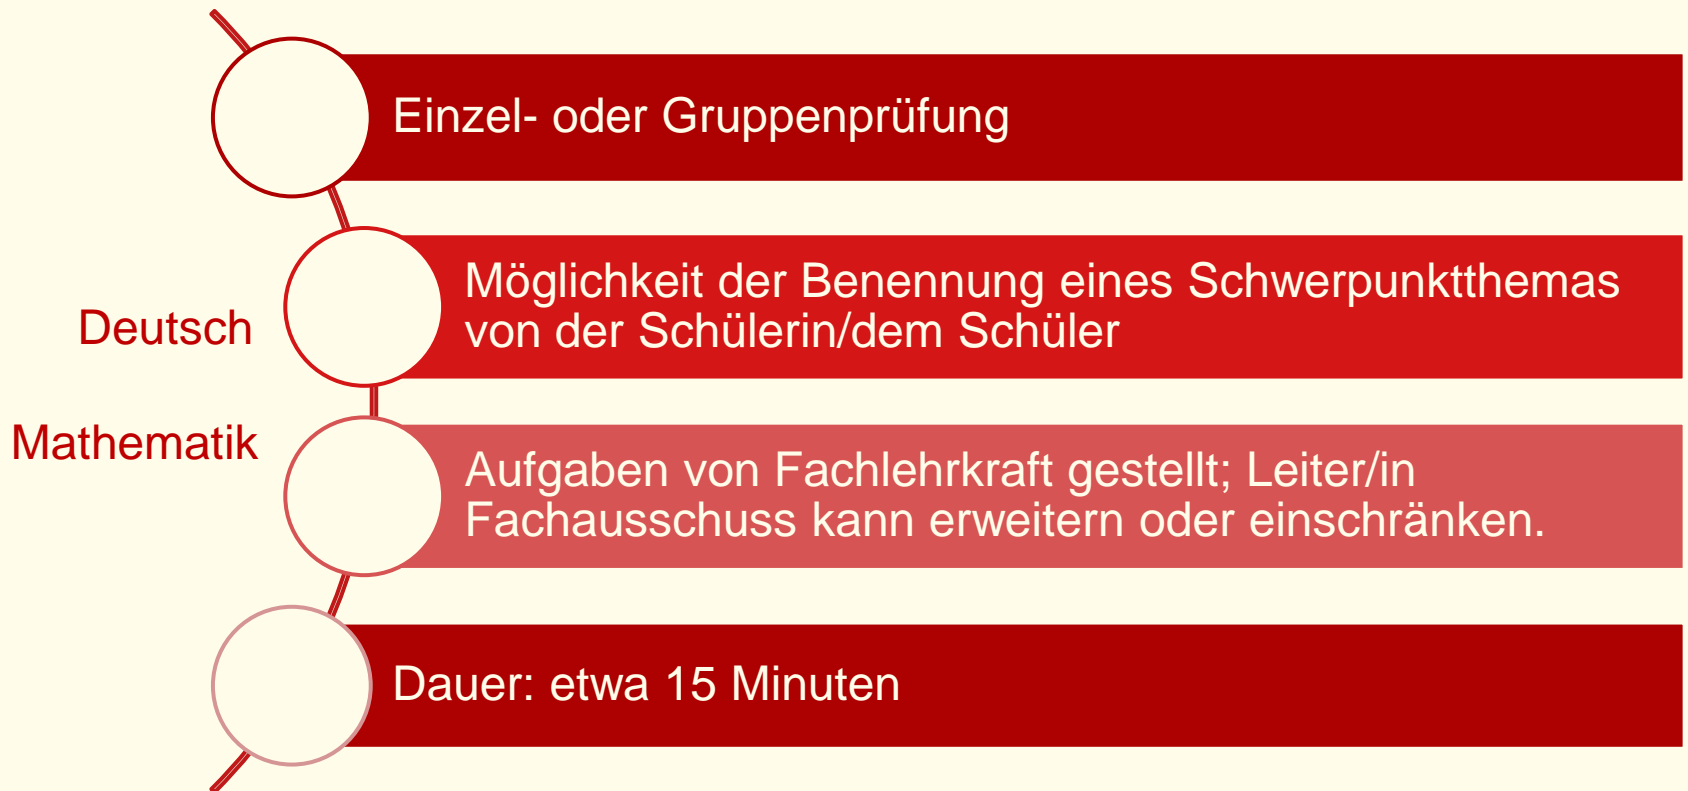 Einzel- oder Gruppenprüfung
Möglichkeit der Benennung eines Schwerpunktthemas
von der Schülerin/dem Schüler
Deutsch
Mathematik
Aufgaben von Fachlehrkraft gestellt; Leiter/in
Fachausschuss kann erweitern oder einschränken.
Dauer: etwa 15 Minuten